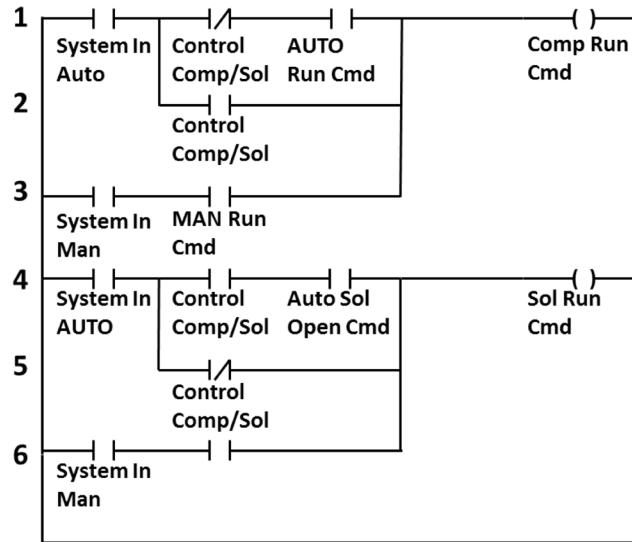 1
System In Auto
Control Comp/Sol
AUTO Run Cmd
Comp Run Cmd
2
Control Comp/Sol
3
System In Man
MAN Run Cmd
4
System In AUTO
Control Comp/Sol
Auto Sol Open Cmd
Sol Run Cmd
5
Control Comp/Sol
6
System In Man